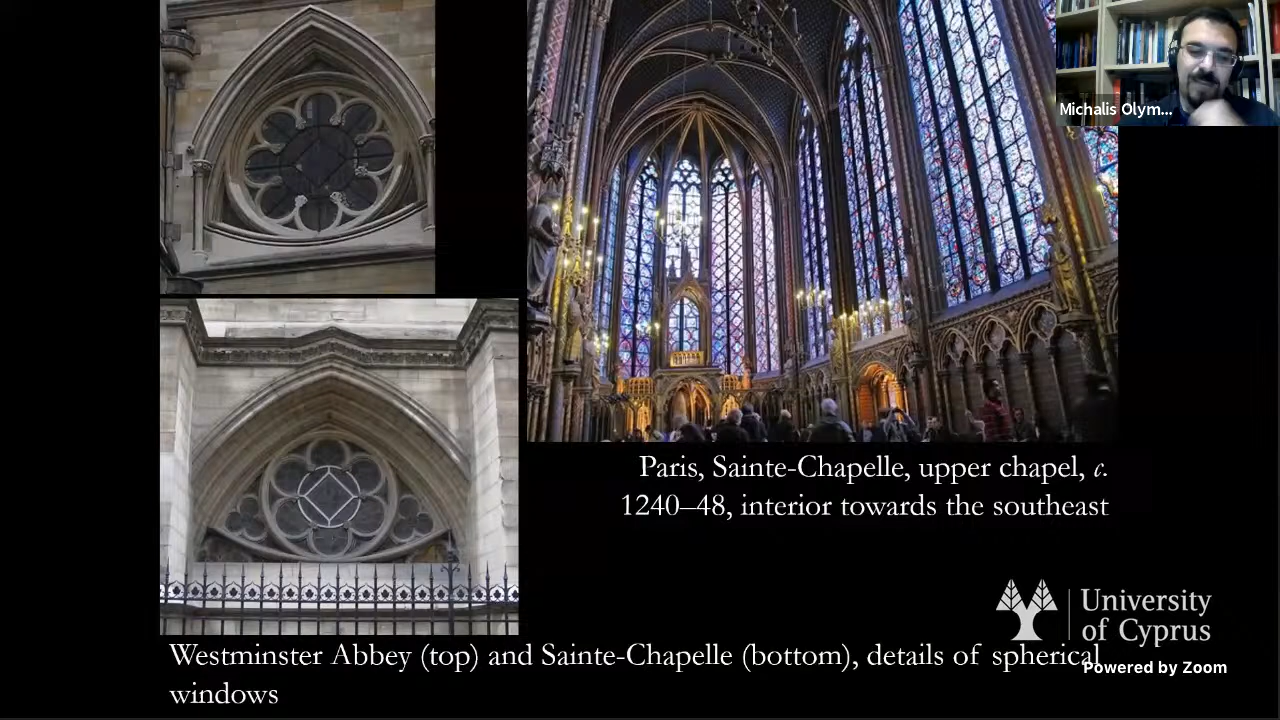 Michalis Olym...
Paris, Sainte-Chapelle, upper chapel, c.
1240–48, interior towards the southeast
University
of Cyprus
Westminster Abbey (top) and Sainte-Chapelle (bottom), details of spherical
windows
Powered by Zoom